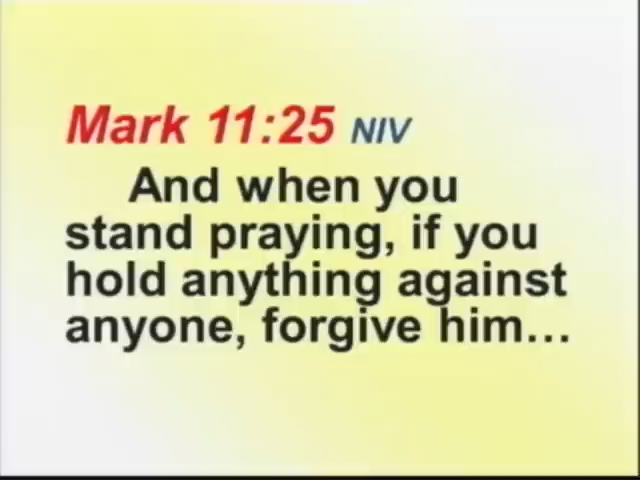 Mark 11:25 NIV
And when you
stand praying, if you
hold anything against
anyone, forgive him...